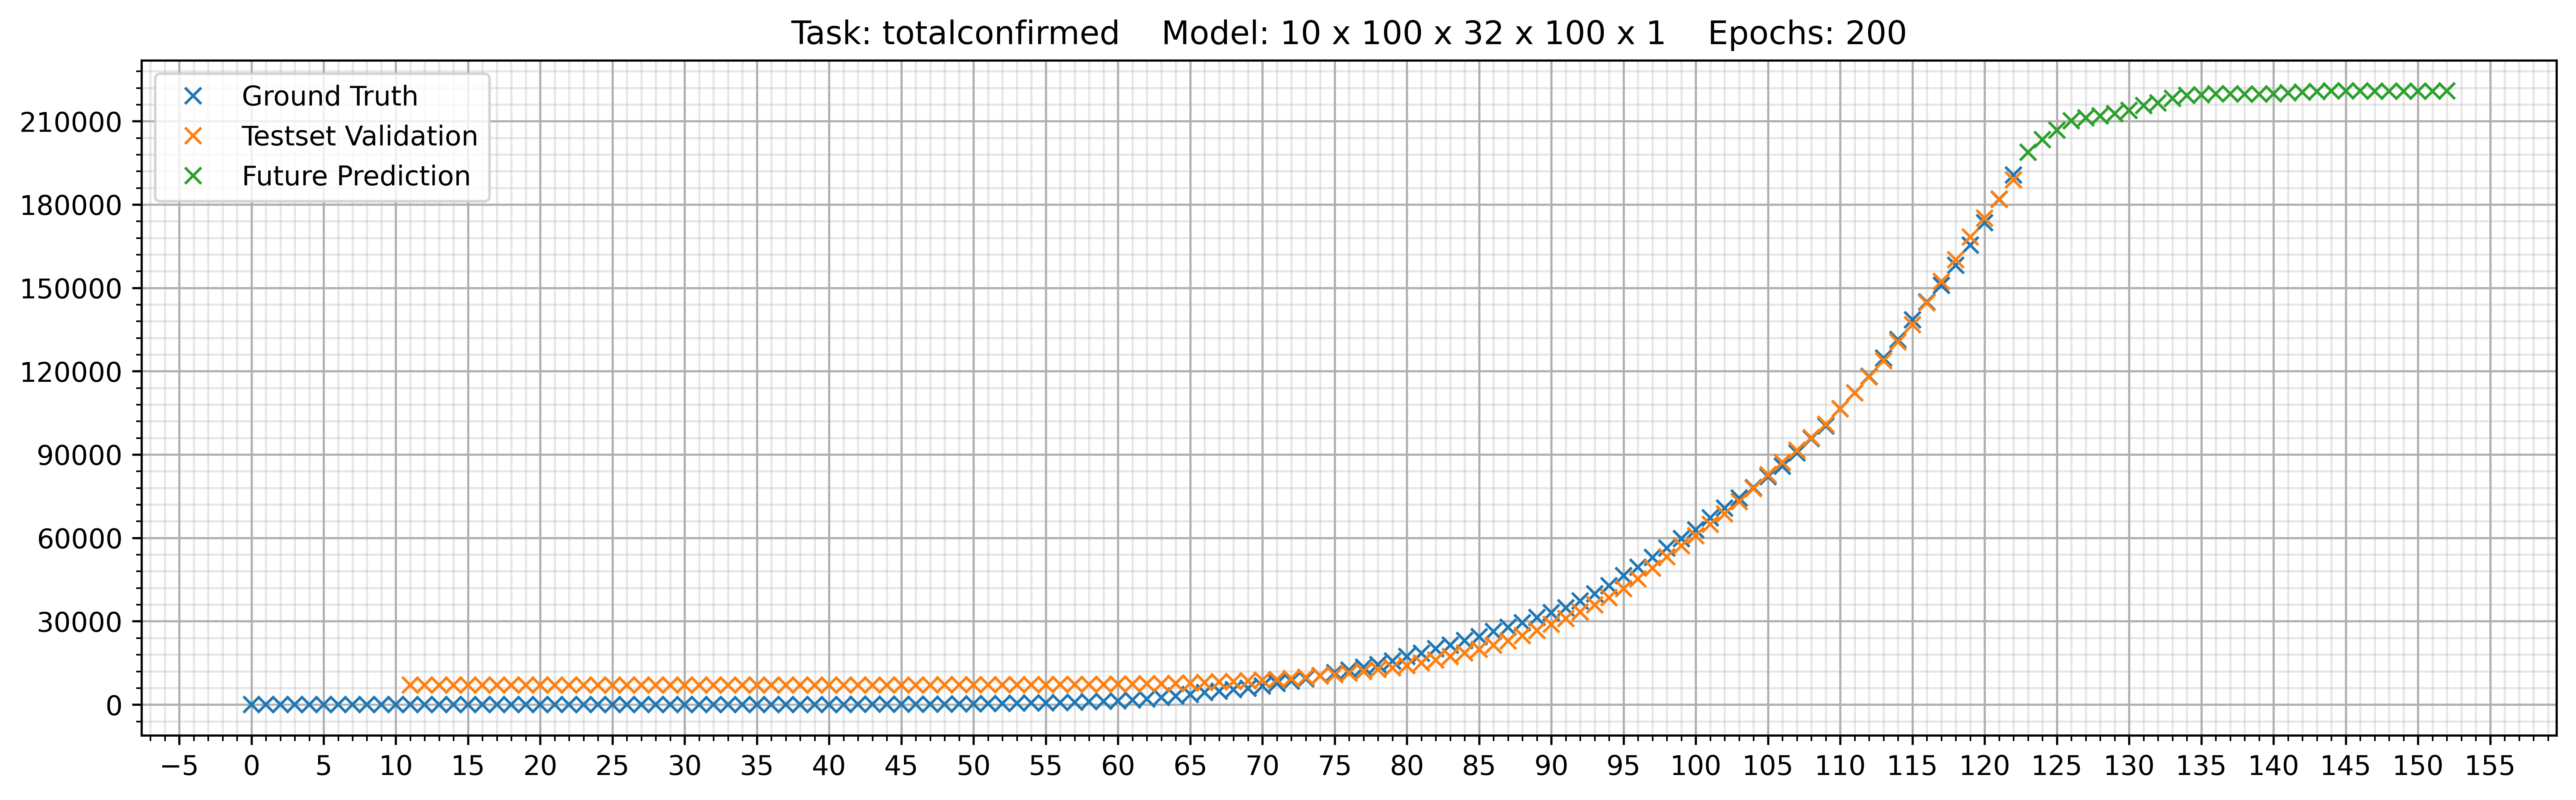 Task: totalconfirmed    Model: 10 x 100 x 32 x 100 x 1    Epochs: 200
Ground Truth
Testset Validation
Future Prediction
210000
180000
150000
120000
90000
60000
30000
0
−5 0 5 10 15 20 25 30 35 40 45 50 55 60 65 70 75 80 85 90 95 100 105 110 115 120 125 130 135 140 145 150 155